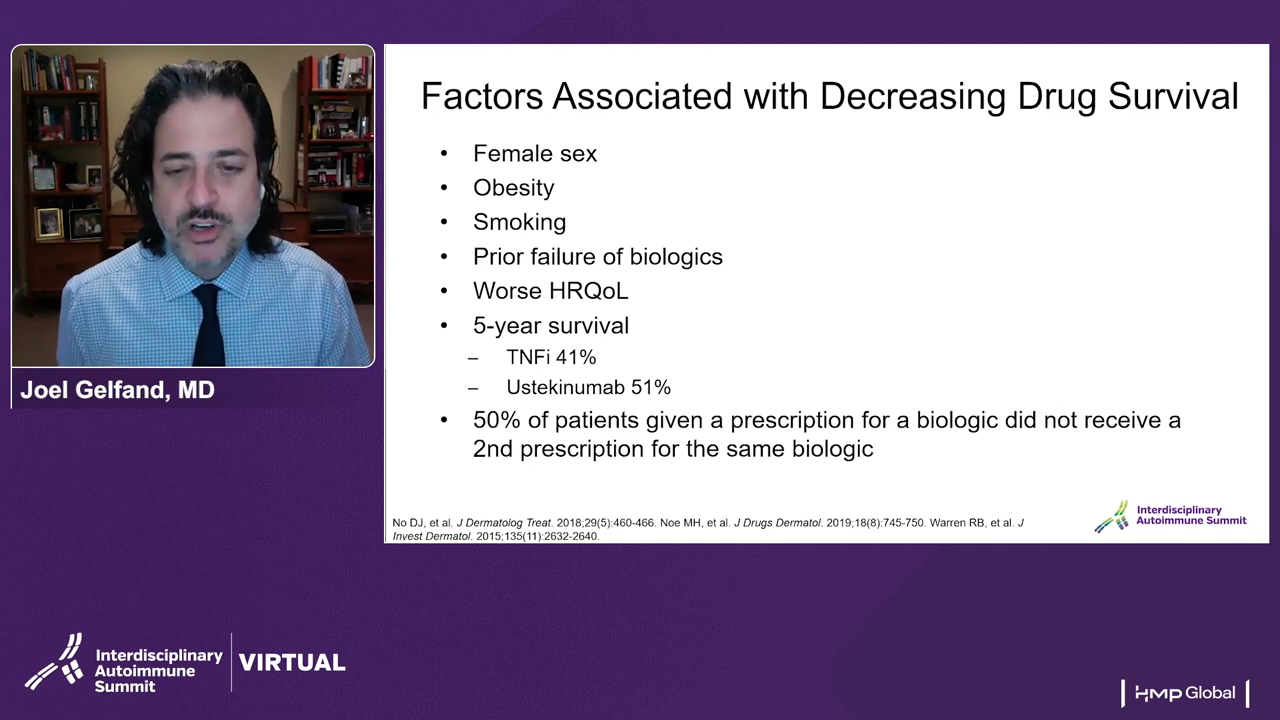 Factors Associated with Decreasing Drug Survival
• Female sex
• Obesity
• Smoking
• Prior failure of biologics
• Worse HRQoL
• 5-year survival
– TNFi 41%
– Ustekinumab 51%
• 50% of patients given a prescription for a biologic did not receive a
2nd prescription for the same biologic
No DJ, et al. J Dermatolog Treat. 2018;29(5):460-466. Noe MH, et al. J Drugs Dermatol. 2019;18(8):745-750. Warren RB, et al. J
Invest Dermatol. 2015;135(11):2632-2640.
Interdisciplinary
Autoimmune Summit
Joel Gelfand, MD
Interdisciplinary
Autoimmune
Summit
VIRTUAL
HMP Global